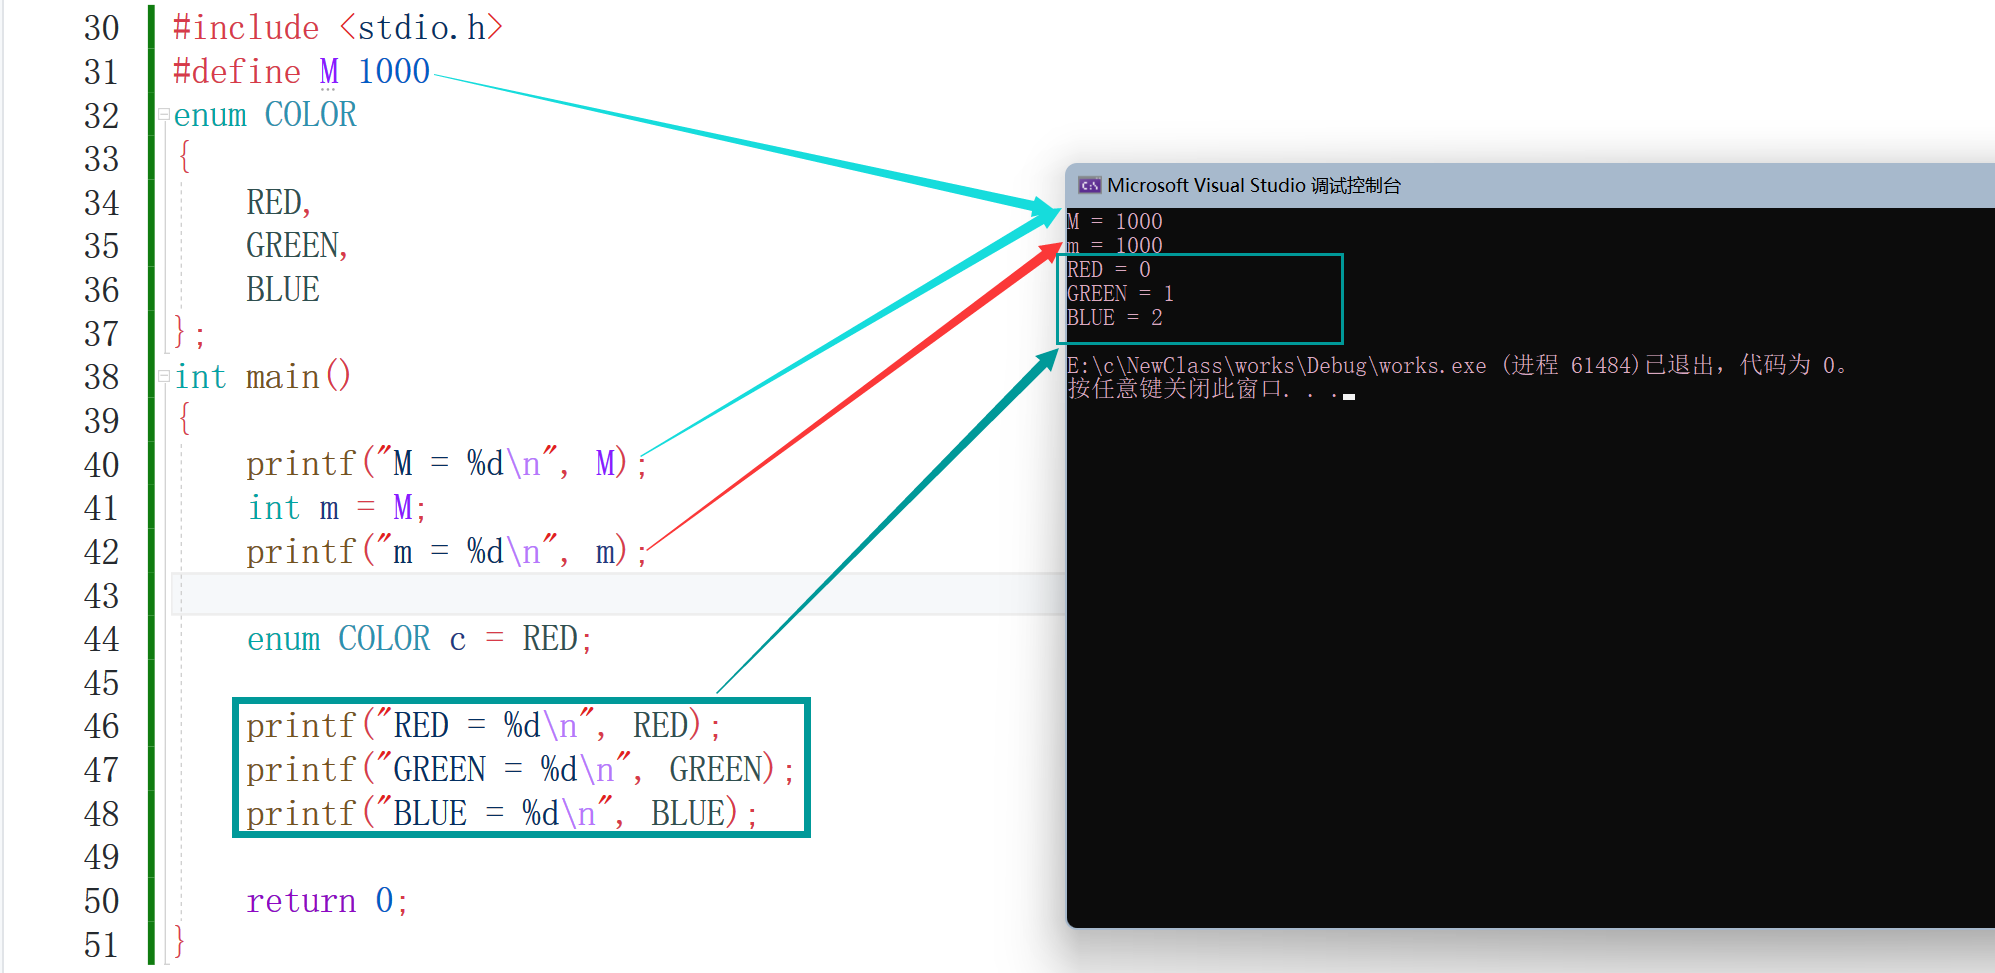 30 #include <stdio.h>
31 #define M 1000
32 enum COLOR
33 {
34 RED,
35 GREEN,
36 BLUE
37 };
38 int main()
39 {
40 printf("M = %d\n", M);
41 int m = M;
42 printf("m = %d\n", m);
43
44 enum COLOR c = RED;
45
46 printf("RED = %d\n", RED);
47 printf("GREEN = %d\n", GREEN);
48 printf("BLUE = %d\n", BLUE);
49
50 return 0;
51 }
Microsoft Visual Studio 调试控制台
M = 1000
m = 1000
RED = 0
GREEN = 1
BLUE = 2
E:\c\NewClass\works\Debug\works.exe (进程 61484)已退出，代码为 0。
按任意键关闭此窗口. . .